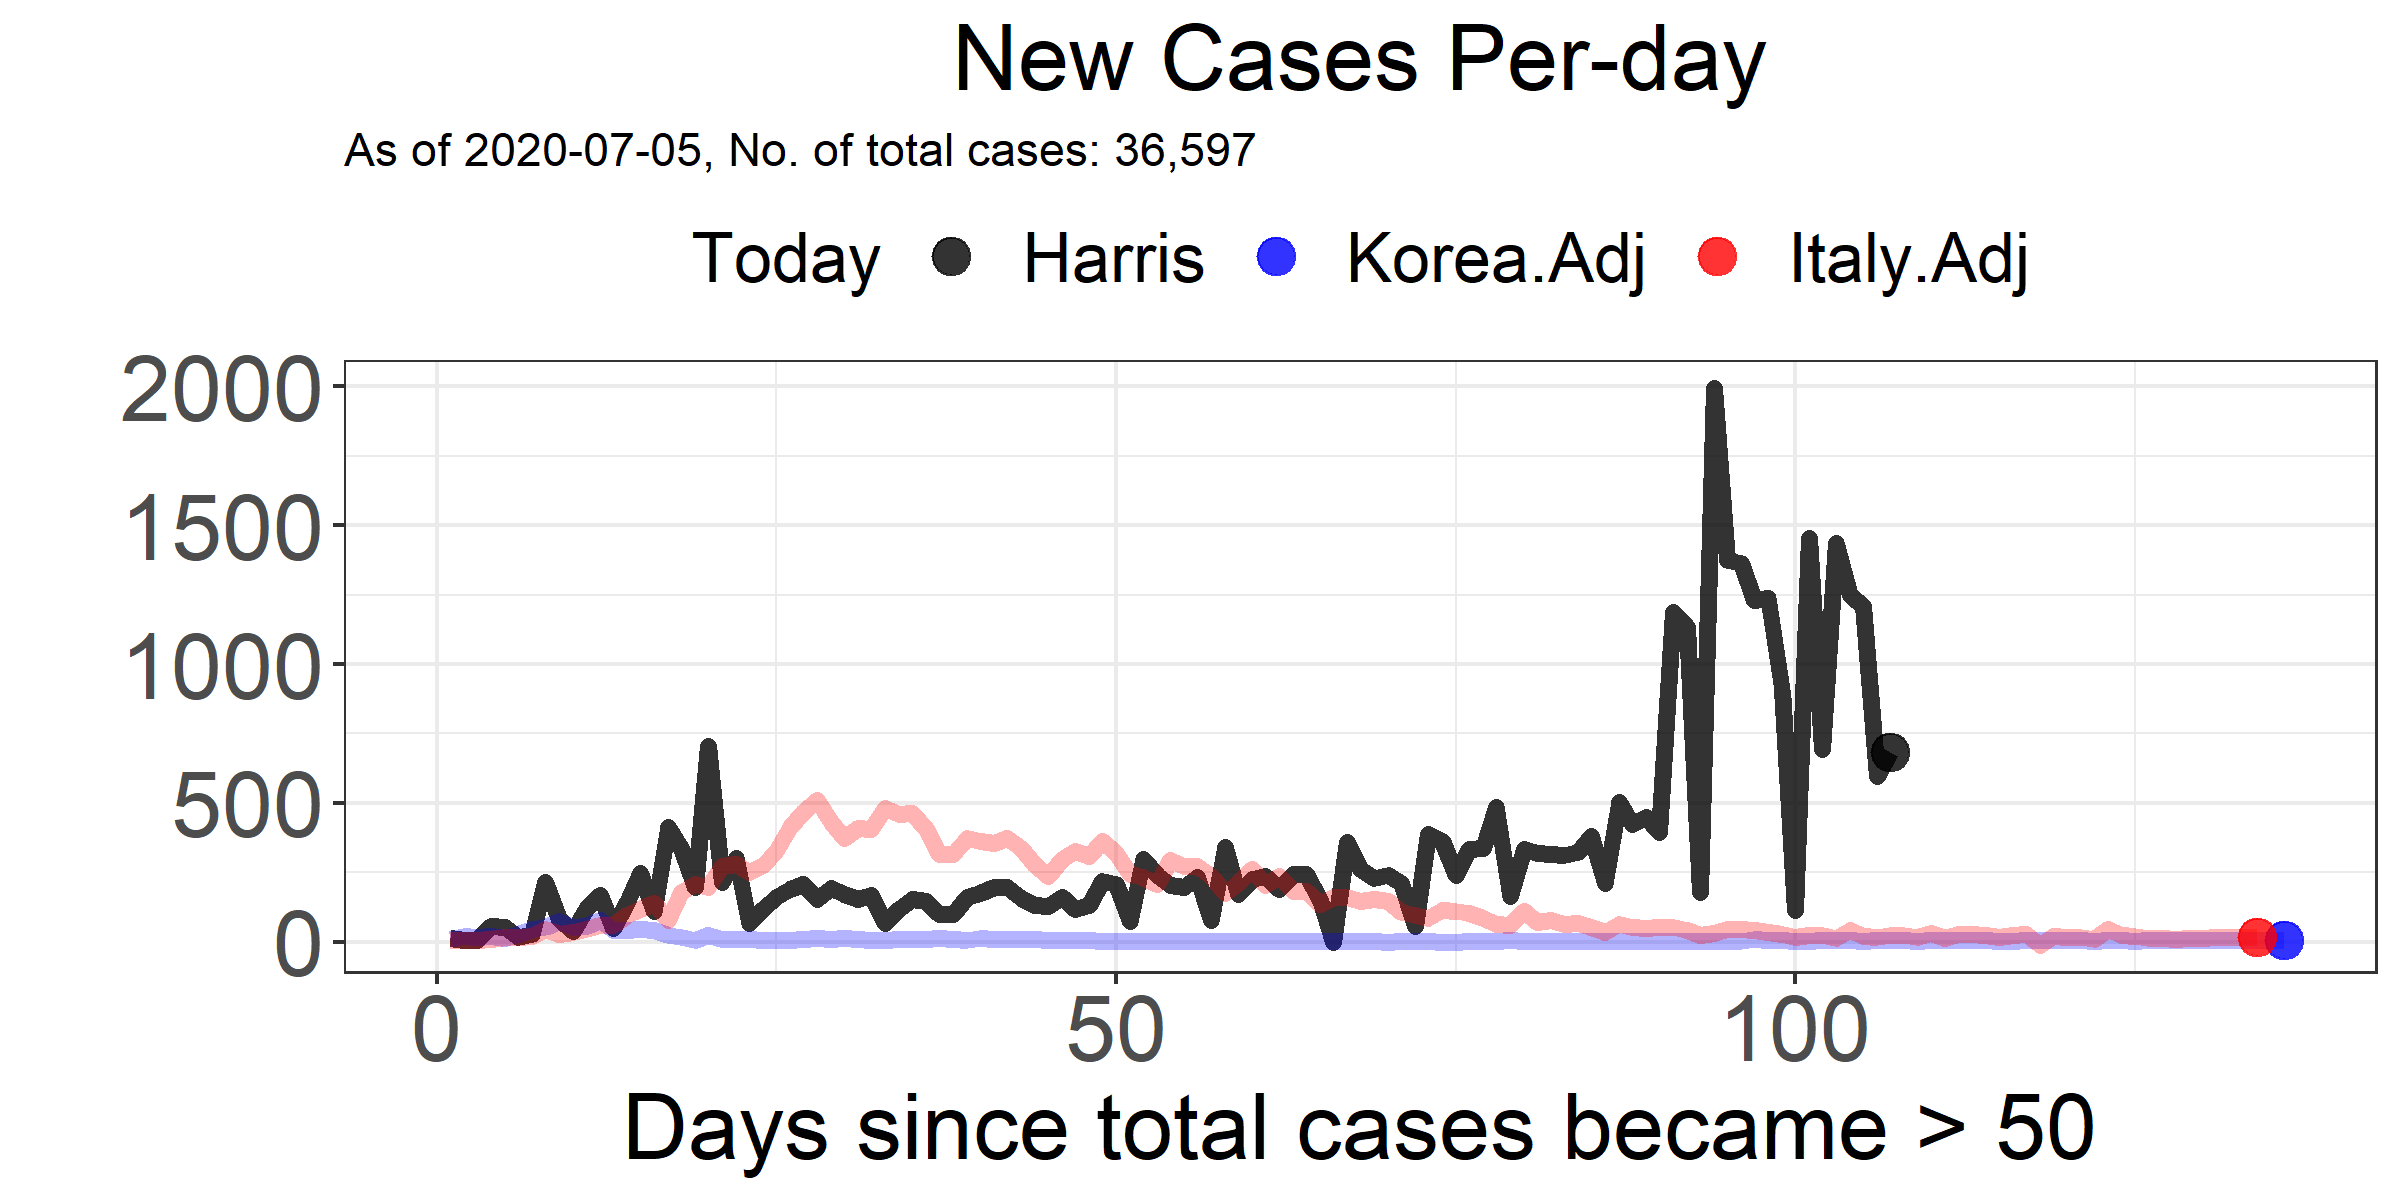 New Cases Per-day
As of 2020-07-05, No. of total cases: 36,597
Today Harris Korea.Adj Italy.Adj
2000
1500
1000
500
0
0 50 100
Days since total cases became > 50